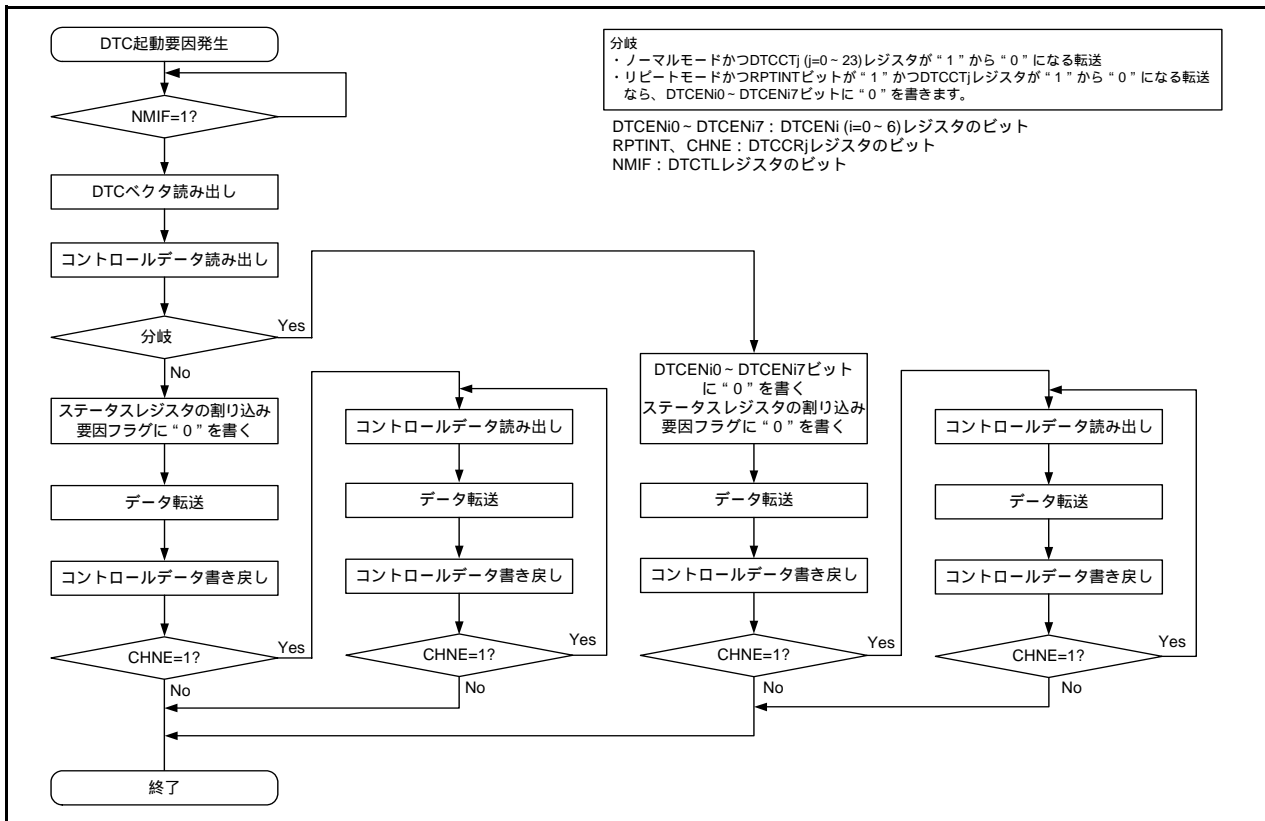 DTC起動要因発生
NMIF=1?
DTCベクタ読み出し
コントロールデータ読み出し
分岐
Yes
No
ステータスレジスタの割り込み
要因フラグに“0”を書く
データ転送
コントロールデータ書き戻し
CHNE=1?
Yes
No
コントロールデータ読み出し
データ転送
コントロールデータ書き戻し
CHNE=1?
Yes
No
分岐
・ノーマルモードかつDTCCTj (j=0~23)レジスタが“1”から“0”になる転送
・リピートモードかつRPTINTビットが“1”かつDTCCTjレジスタが“1”から“0”になる転送
なら、DTCENi0~DTCENi7ビットに“0”を書きます。
DTCENi0~DTCENi7:DTCENi (i=0~6)レジスタのビット
RPTINT、CHNE:DTCCRjレジスタのビット
NMIF:DTCTLレジスタのビット
DTCENi0~DTCENi7ビット
に“0”を書く
ステータスレジスタの割り込み
要因フラグに“0”を書く
データ転送
コントロールデータ書き戻し
CHNE=1?
Yes
No
コントロールデータ読み出し
データ転送
コントロールデータ書き戻し
CHNE=1?
Yes
No
終了